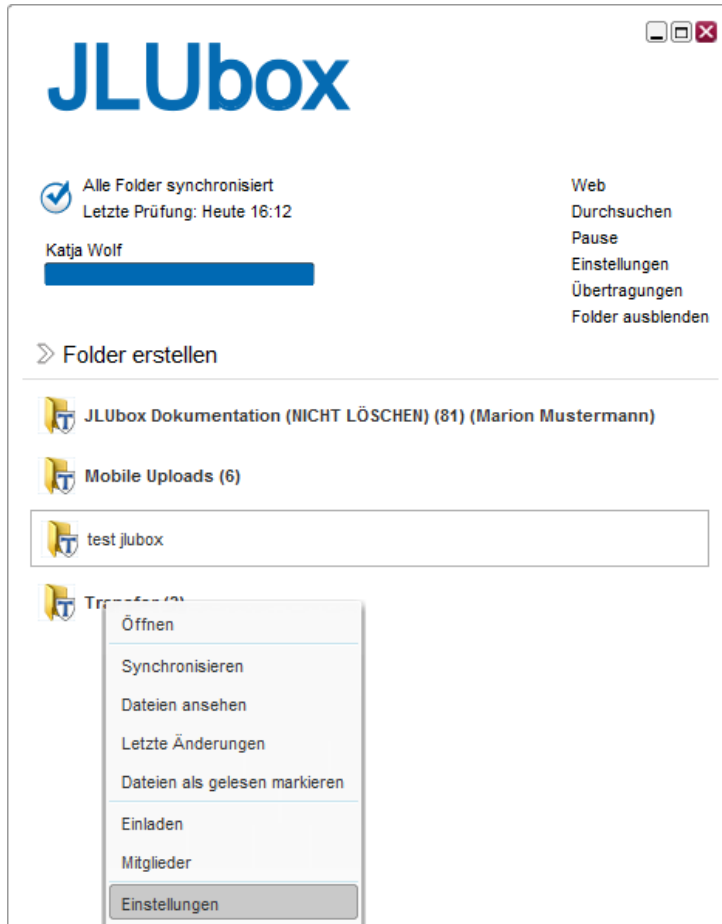 JLUbox
Alle Folder synchronisiert
Letzte Prüfung: Heute 16:12
Katja Wolf
Web
Durchsuchen
Pause
Einstellungen
Übertragungen
Folder ausblenden
Folder erstellen
JLUbox Dokumentation (NICHT LÖSCHEN) (81) (Marion Mustermann)
Mobile Uploads (6)
test jlubox
Transfer (2)
Öffnen
Synchronisieren
Dateien ansehen
Letzte Änderungen
Dateien als gelesen markieren
Einladen
Mitglieder
Einstellungen